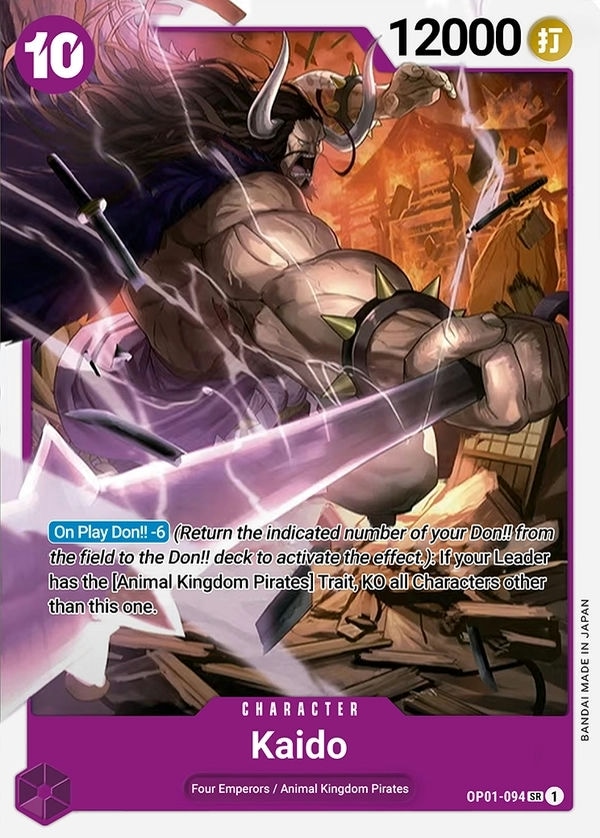 10
12000 打
On Play Don!! -6 (Return the indicated number of your Don!! from
the field to the Don!! deck to activate the effect.): If your Leader
has the [Animal Kingdom Pirates] Trait, KO all Characters other
than this one.
BANDAI MADE IN JAPAN
CHARACTER
Kaido
Four Emperors / Animal Kingdom Pirates
OP01-094 SR 1